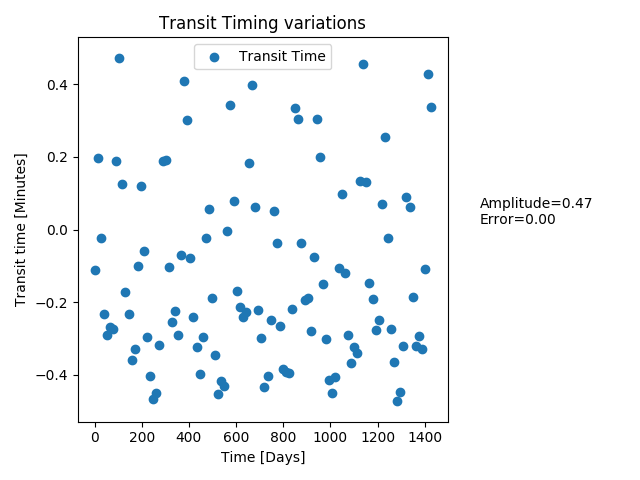 Transit Timing variations
Transit Time
Transit time [Minutes]
0.4
0.2
0.0
−0.2
−0.4
0 200 400 600 800 1000 1200 1400
Time [Days]
Amplitude=0.47
Error=0.00